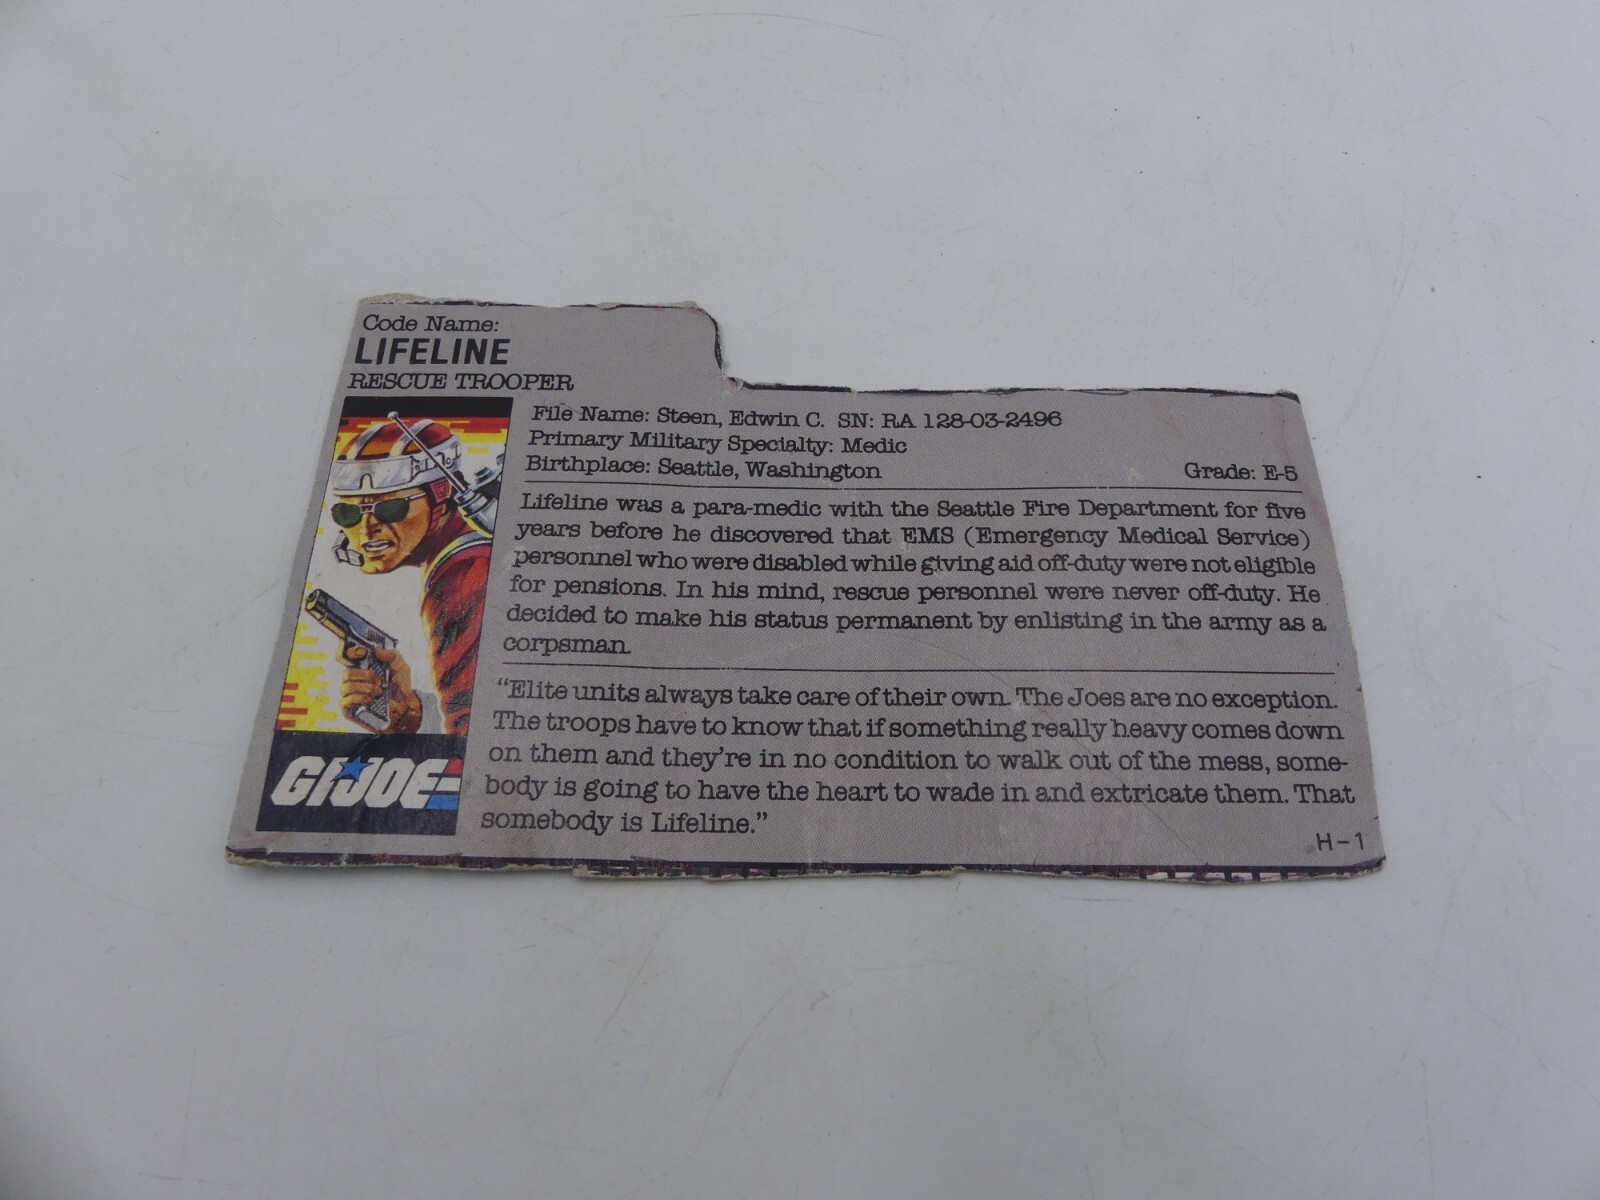 Code Name:
LIFELINE
RESCUE TROOPER
File Name: Steen, Edwin C. SN: RA 128-03-2496
Primary Military Specialty: Medic
Birthplace: Seattle, Washington Grade: E-5
Lifeline was a para-medic with the Seattle Fire Department for five
years before he discovered that EMS (Emergency Medical Service)
personnel who were disabled while giving aid off-duty were not eligible
for pensions. In his mind, rescue personnel were never off-duty. He
decided to make his status permanent by enlisting in the army as a
corpsman.
"Elite units always take care of their own. The Joes are no exception.
The troops have to know that if something really heavy comes down
on them and they're in no condition to walk out of the mess, some-
body is going to have the heart to wade in and extricate them. That
somebody is Lifeline."
GI JOE
H-1